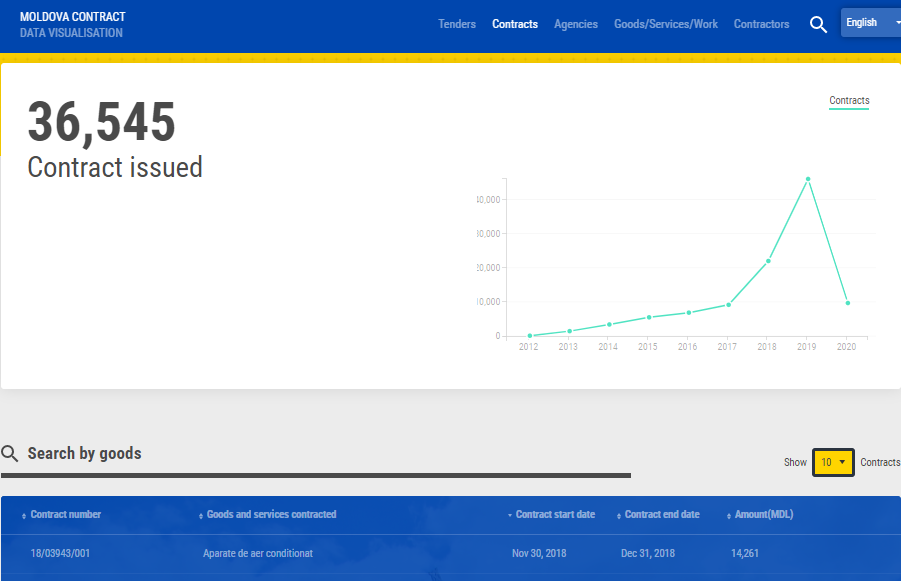 MOLDOVA CONTRACT
DATA VISUALISATION
Tenders Contracts Agencies Goods/Services/Work Contractors English
36,545
Contract issued
Contracts
40,000
30,000
20,000
10,000
0
2012 2013 2014 2015 2016 2017 2018 2019 2020
Search by goods
Show 10 Contracts
Contract number Goods and services contracted Contract start date Contract end date Amount(MDL)
18/03943/001 Aparate de aer conditionat Nov 30, 2018 Dec 31, 2018 14,261